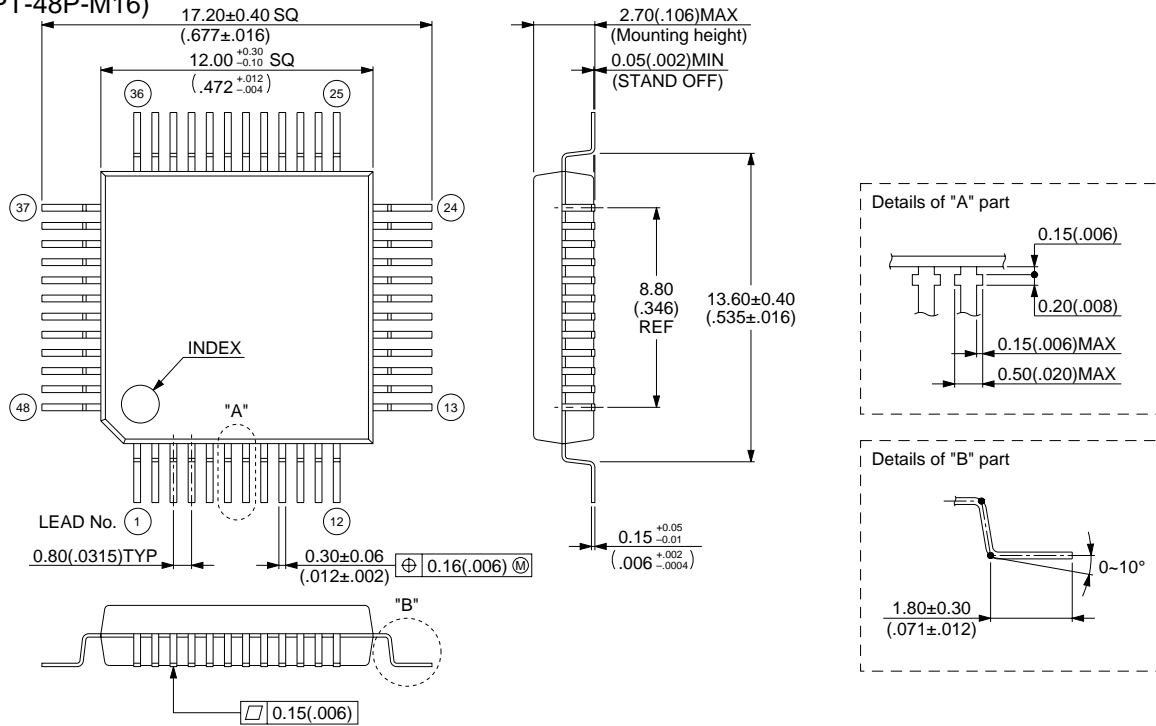 PT-48P-M16)
17.20±0.40 SQ
(.677±.016)
12.00 +0.30 –0.10 SQ
(.472 +.012 –.004)
36
25
37
24
INDEX
48
13
"A"
LEAD No. 1
12
0.80(.0315)TYP
0.30±0.06
(.012±.002)
⌖ 0.16(.006) Ⓜ
"B"
▱ 0.15(.006)
2.70(.106)MAX
(Mounting height)
0.05(.002)MIN
(STAND OFF)
8.80
(.346)
REF
13.60±0.40
(.535±.016)
0.15 +0.05 –0.01
(.006 +.002 –.0004)
Details of "A" part
0.15(.006)
0.20(.008)
0.15(.006)MAX
0.50(.020)MAX
Details of "B" part
0~10°
1.80±0.30
(.071±.012)